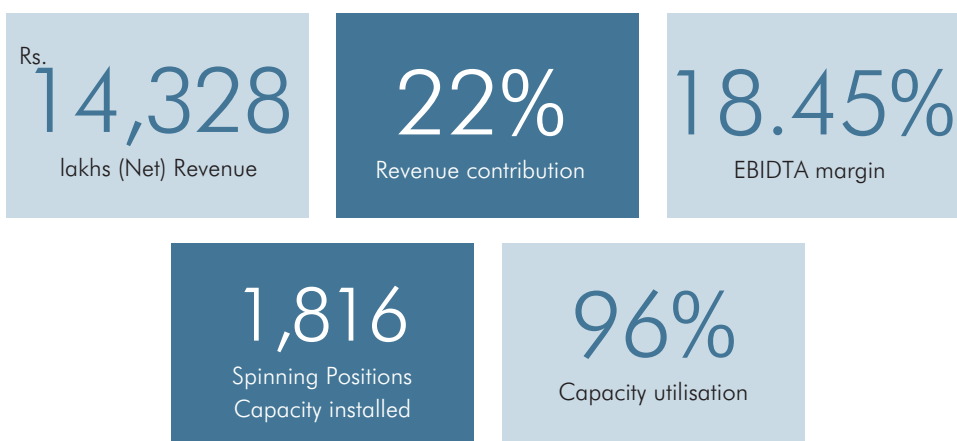 Rs.
14,328
lakhs (Net) Revenue
22%
Revenue contribution
18.45%
EBIDTA margin
1,816
Spinning Positions
Capacity installed
96%
Capacity utilisation